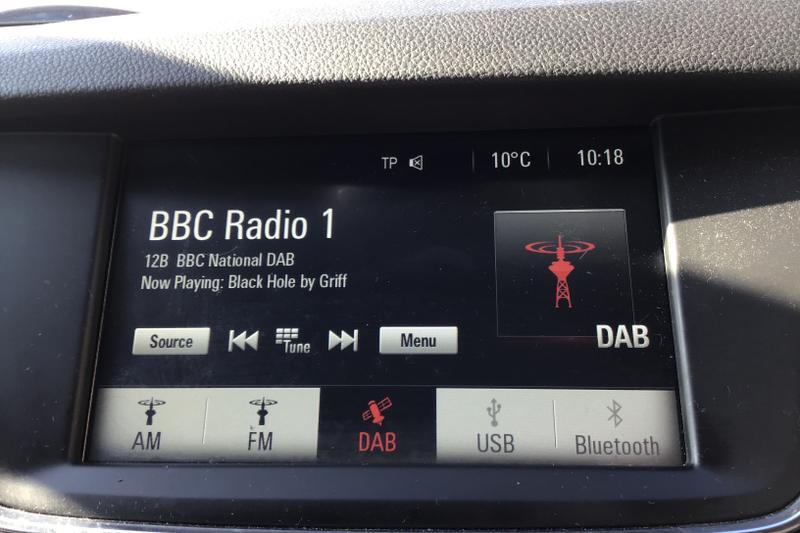 TP 10°C 10:18
BBC Radio 1
12B BBC National DAB
Now Playing: Black Hole by Griff
DAB
Source Tune Menu
AM FM DAB USB Bluetooth